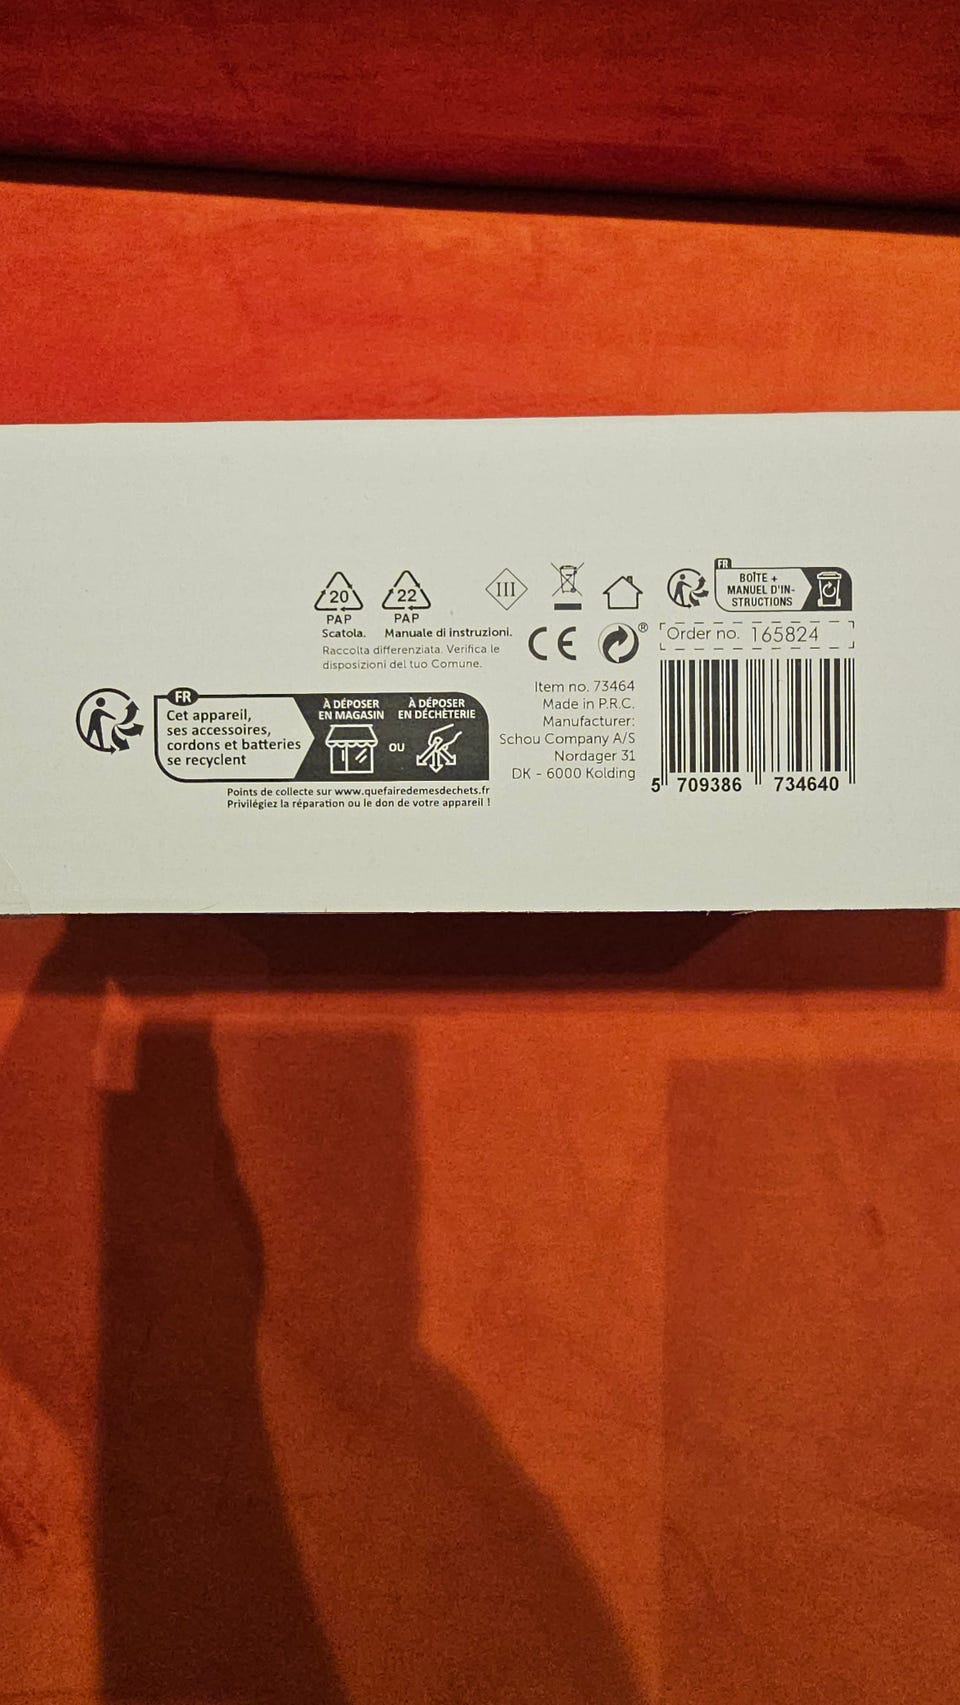 20
PAP
Scatola.
22
PAP
Manuale di instruzioni.
Raccolta differenziata. Verifica le
disposizioni del tuo Comune.
III
CE
®
FR
BOÎTE +
MANUEL D'IN-
STRUCTIONS
Order no. 165824
FR
Cet appareil,
ses accessoires,
cordons et batteries
se recyclent
À DÉPOSER
EN MAGASIN
OU
À DÉPOSER
EN DÉCHÈTERIE
Points de collecte sur www.quefairedemesdechets.fr
Privilégiez la réparation ou le don de votre appareil !
Item no. 73464
Made in P.R.C.
Manufacturer:
Schou Company A/S
Nordager 31
DK - 6000 Kolding
5 709386 734640